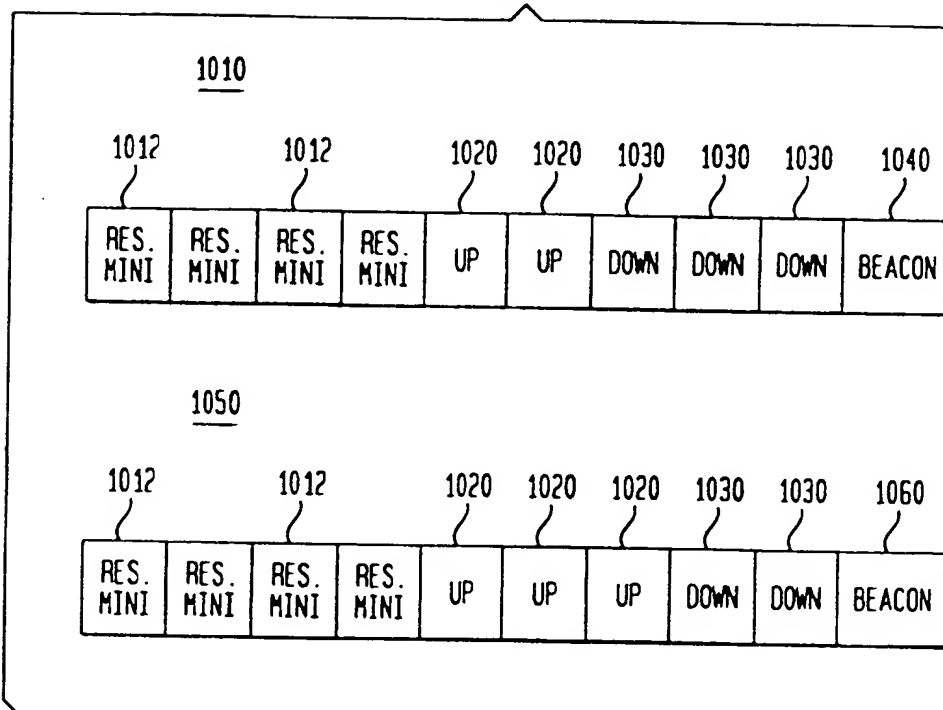 1010
1012 1012 1020 1020 1030 1030 1030 1040
RES. RES. RES. RES. UP UP DOWN DOWN DOWN BEACON
MINI MINI MINI MINI
1050
1012 1012 1020 1020 1020 1030 1030 1060
RES. RES. RES. RES. UP UP UP DOWN DOWN BEACON
MINI MINI MINI MINI